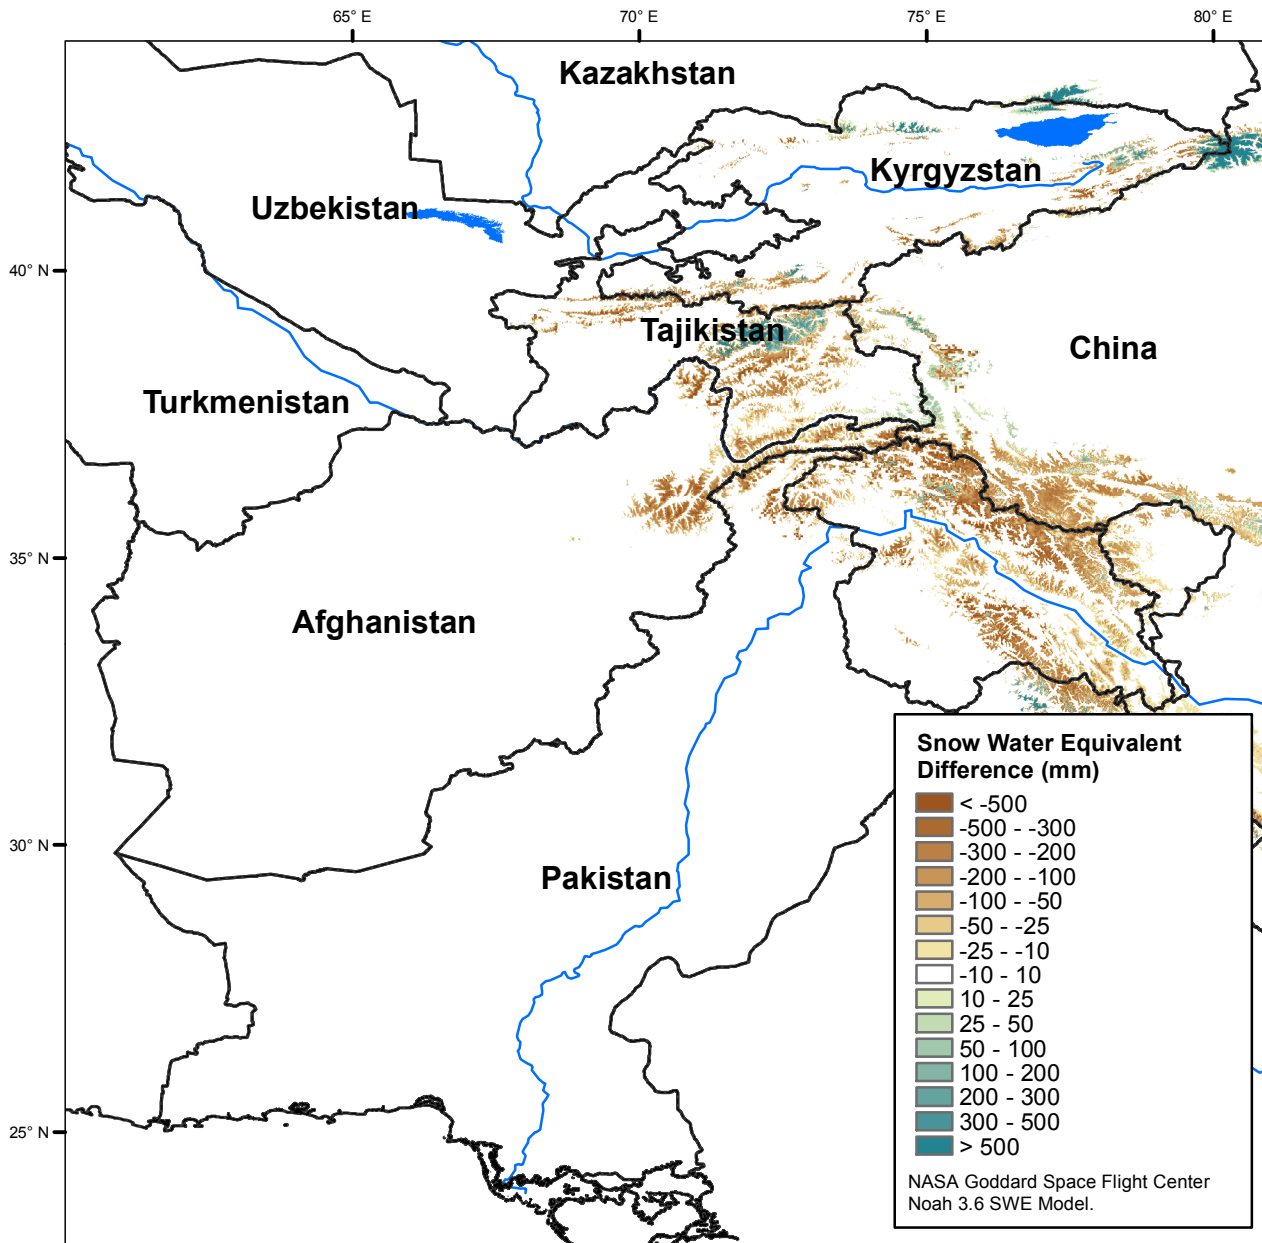 65° E
70° E
75° E
80° E
Kazakhstan
Kyrgyzstan
Uzbekistan
40° N
Tajikistan
China
Turkmenistan
35° N
Afghanistan
30° N
Pakistan
25° N
Snow Water Equivalent
Difference (mm)
< -500
-500 - -300
-300 - -200
-200 - -100
-100 - -50
-50 - -25
-25 - -10
-10 - 10
10 - 25
25 - 50
50 - 100
100 - 200
200 - 300
300 - 500
> 500
NASA Goddard Space Flight Center
Noah 3.6 SWE Model.